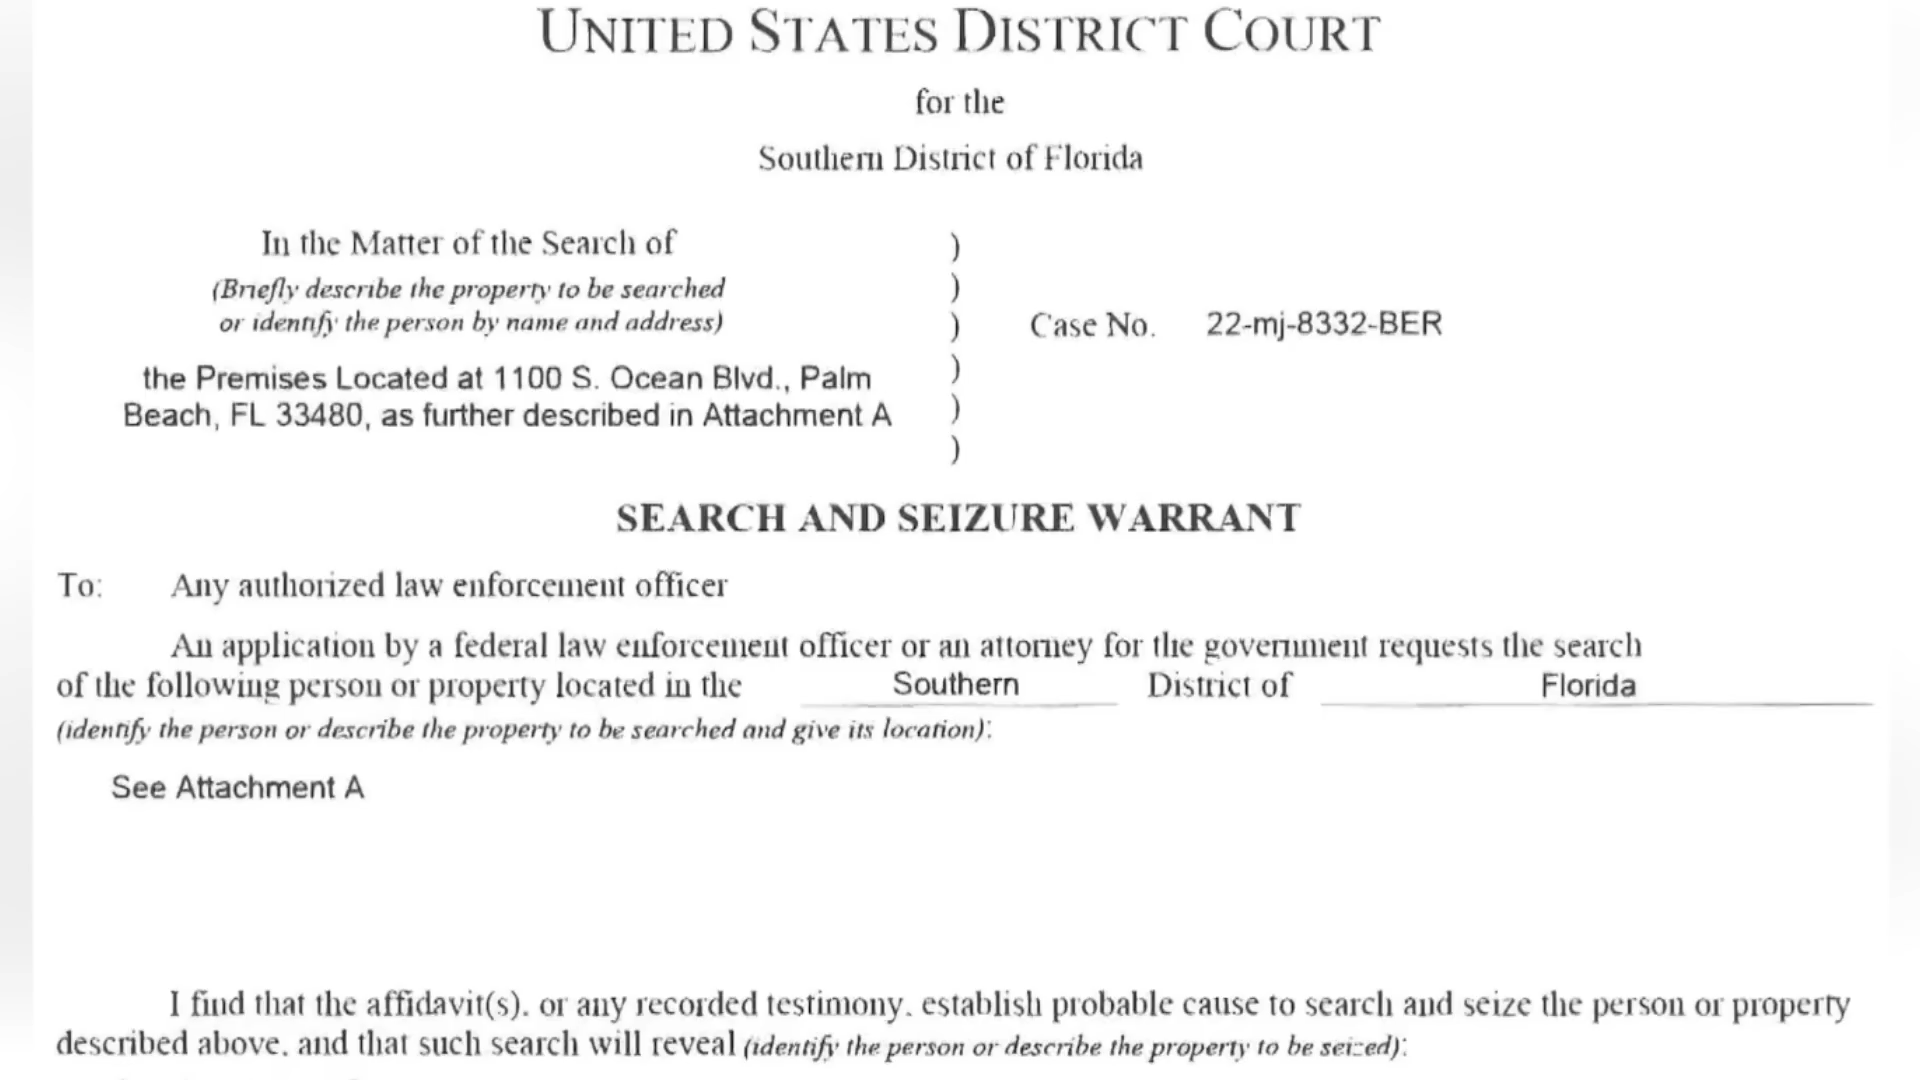 UNITED STATES DISTRICT COURT
for the
Southern District of Florida
In the Matter of the Search of )
(Briefly describe the property to be searched )
or identify the person by name and address) ) Case No. 22-mj-8332-BER
the Premises Located at 1100 S. Ocean Blvd., Palm )
Beach, FL 33480, as further described in Attachment A )
)
SEARCH AND SEIZURE WARRANT
To: Any authorized law enforcement officer
An application by a federal law enforcement officer or an attorney for the government requests the search
of the following person or property located in the Southern District of Florida
(identify the person or describe the property to be searched and give its location):
See Attachment A
I find that the affidavit(s), or any recorded testimony, establish probable cause to search and seize the person or property
described above, and that such search will reveal (identify the person or describe the property to be seized):